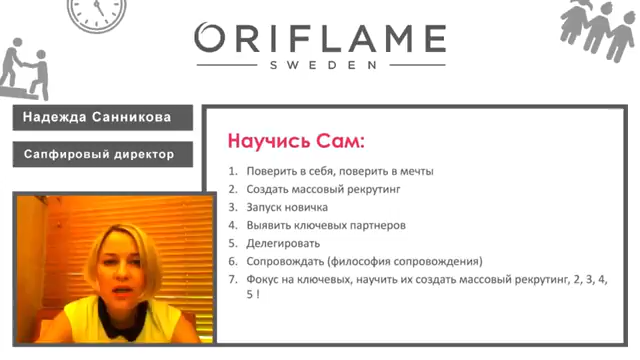 ORIFLAME
SWEDEN
Надежда Санникова
Сапфировый директор
Научись Сам:
1. Поверить в себя, поверить в мечты
2. Создать массовый рекрутинг
3. Запуск новичка
4. Выявить ключевых партнеров
5. Делегировать
6. Сопровождать (философия сопровождения)
7. Фокус на ключевых, научить их создать массовый рекрутинг, 2, 3, 4,
5 !